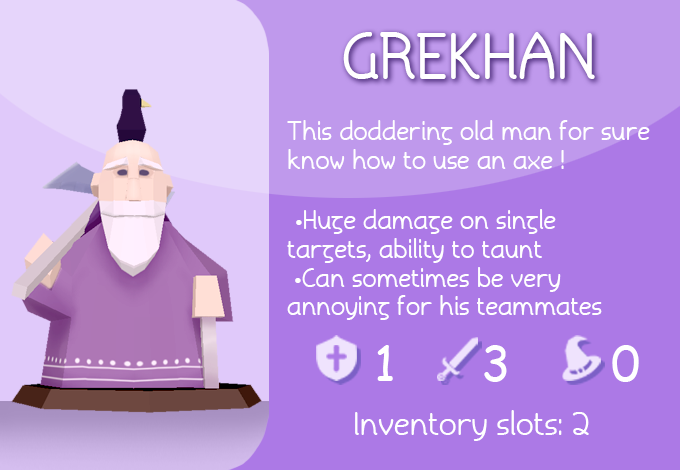 GREKHAN
This doddering old man for sure
know how to use an axe !
•Huge damage on single
targets, ability to taunt
•Can sometimes be very
annoying for his teammates
1 3 0
Inventory slots: 2